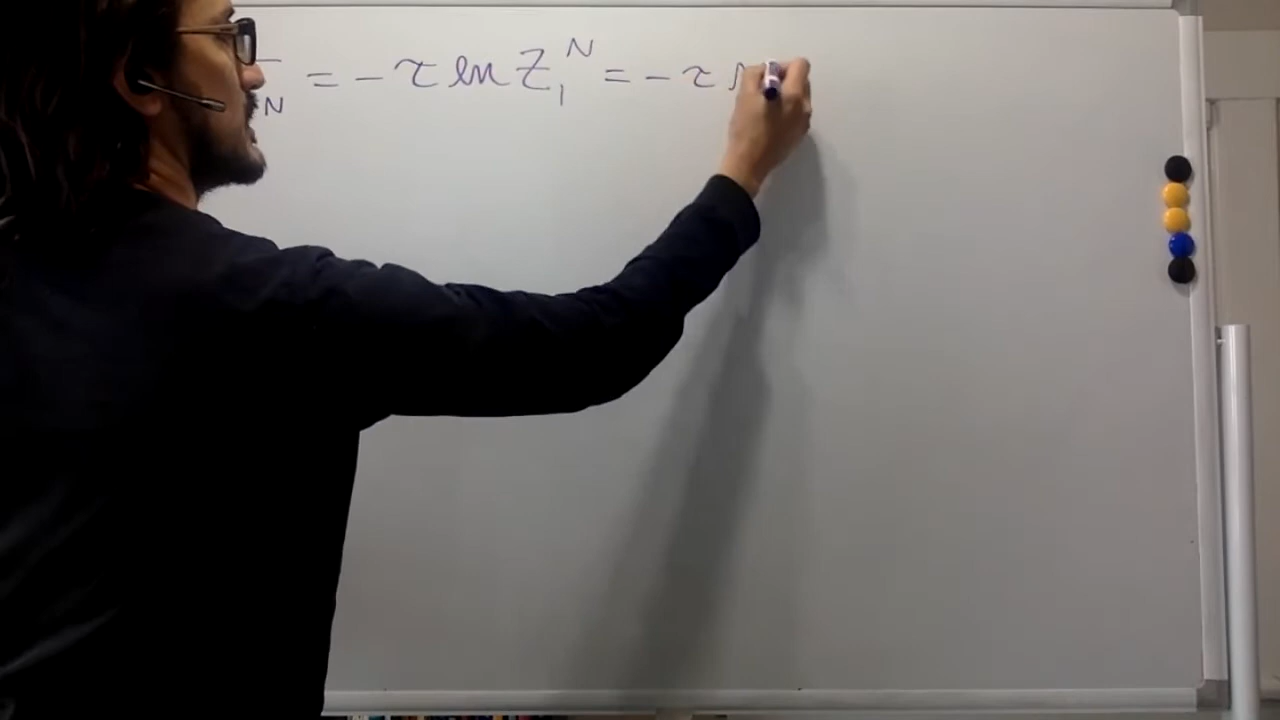 N = -τ ln Z₁ᴺ = -τ